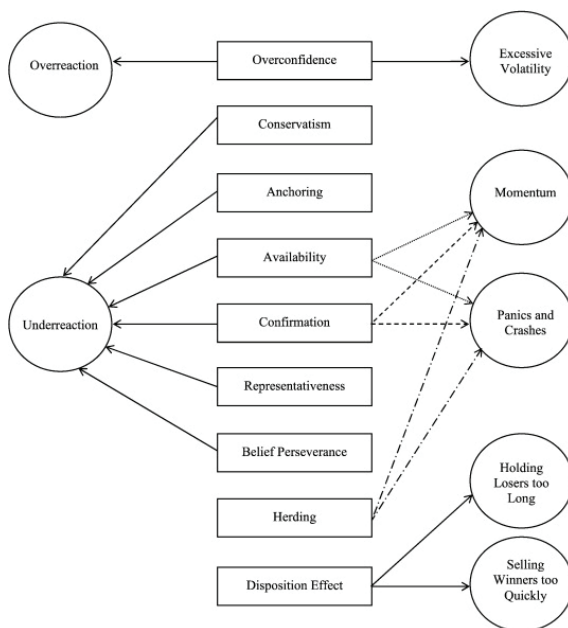 Overreaction
Overconfidence
Excessive
Volatility
Conservatism
Anchoring
Momentum
Availability
Underreaction
Confirmation
Panics and
Crashes
Representativeness
Belief Perseverance
Holding
Losers too
Long
Herding
Disposition Effect
Selling
Winners too
Quickly